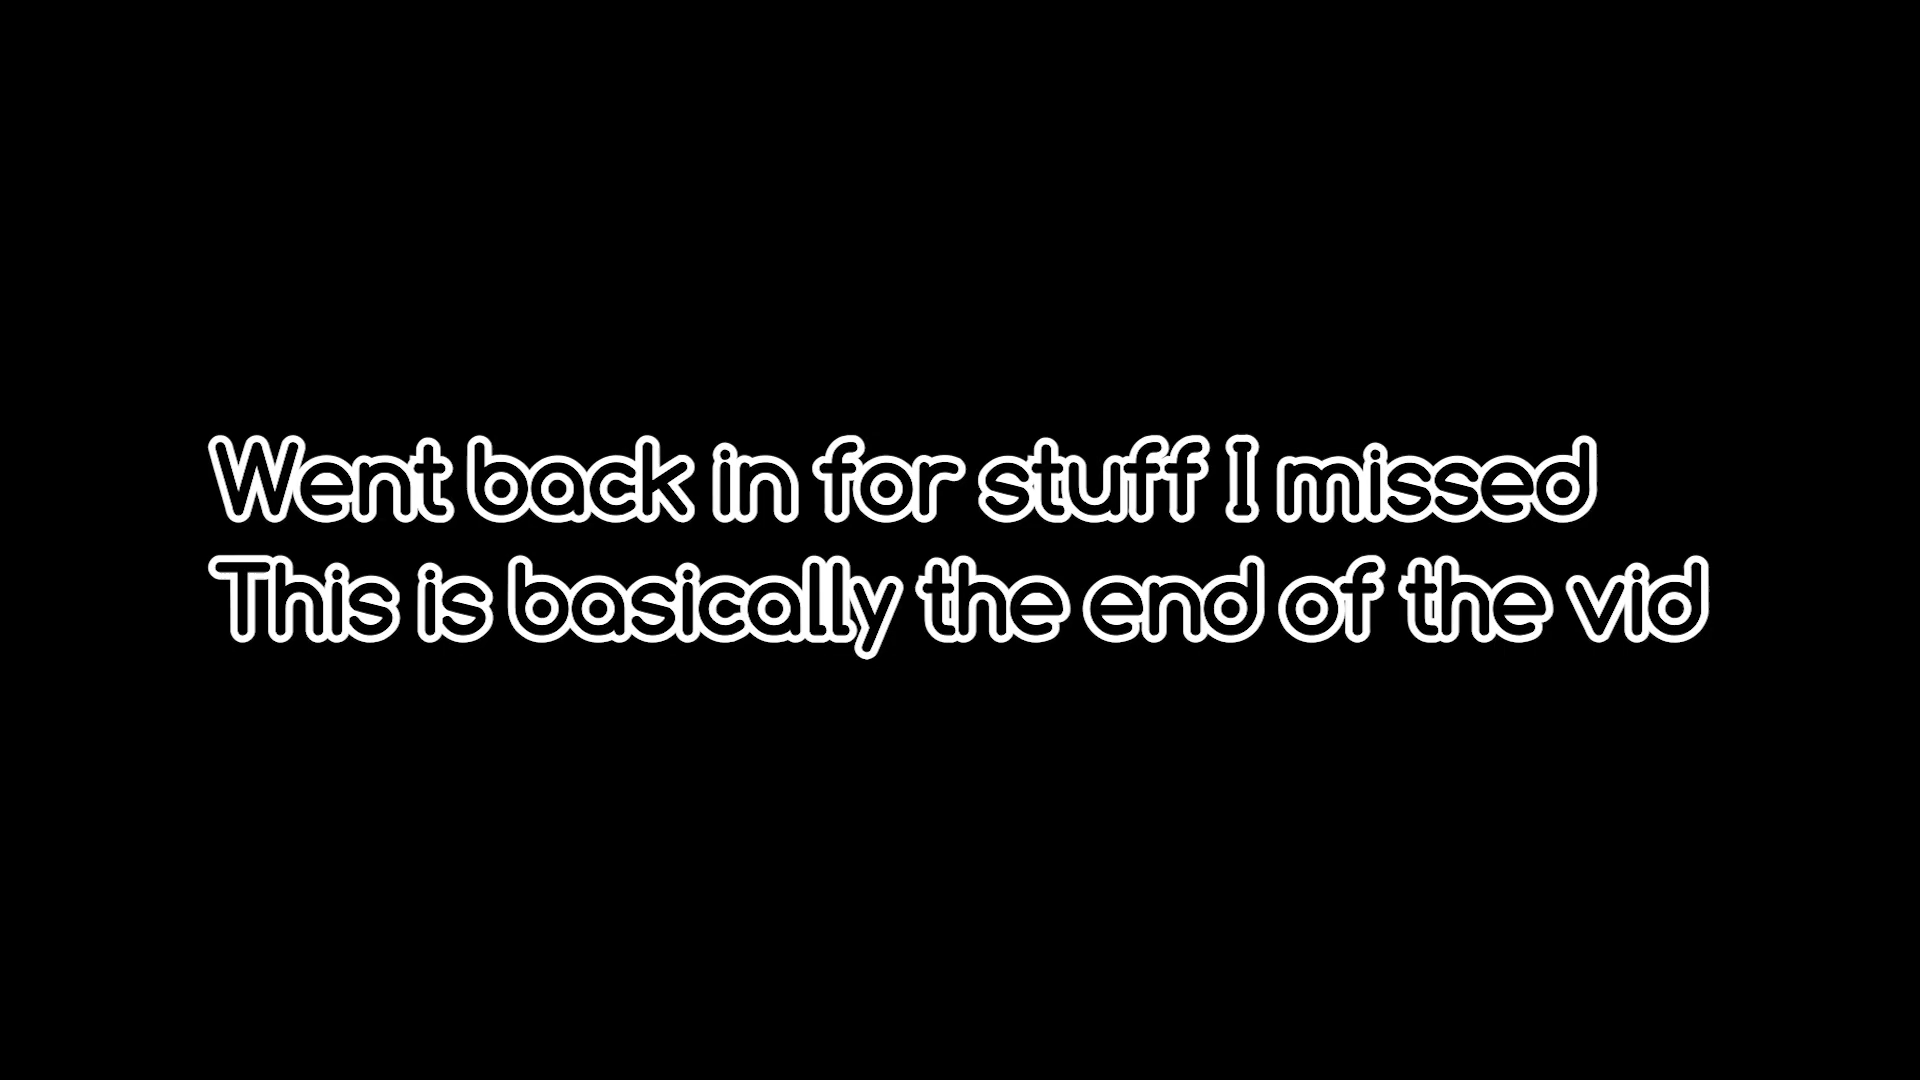 Went back in for stuff I missed
This is basically the end of the vid